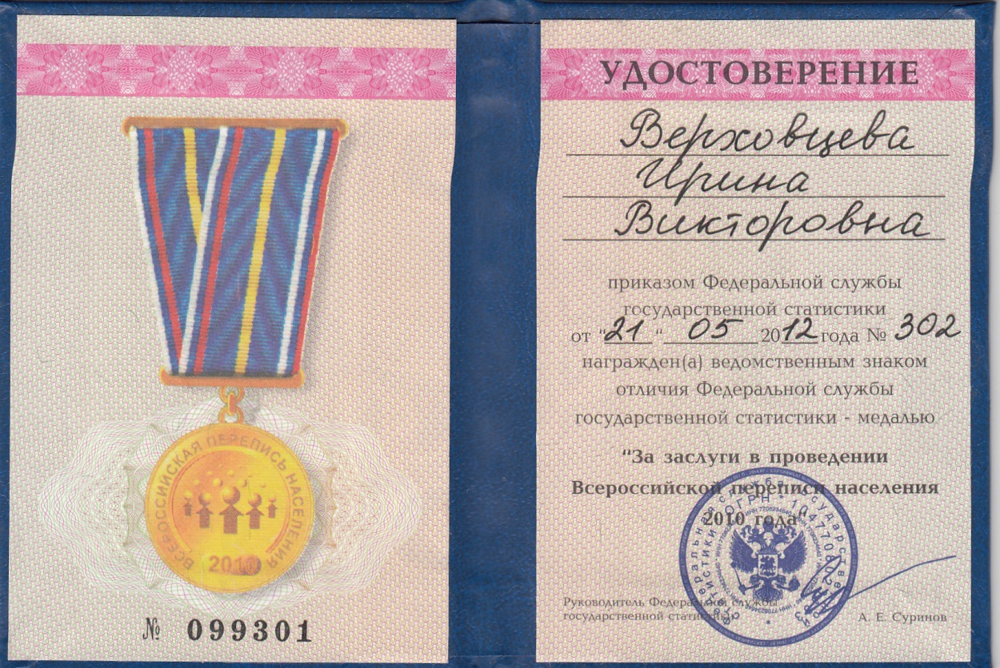 ВСЕРОССИЙСКАЯ ПЕРЕПИСЬ НАСЕЛЕНИЯ
2010
№ 099301
УДОСТОВЕРЕНИЕ
Верховцева
Ирина
Викторовна
приказом Федеральной службы
государственной статистики
от "21" 05 2012 года № 302
награжден(а) ведомственным знаком
отличия Федеральной службы
государственной статистики - медалью
"За заслуги в проведении
Всероссийской переписи населения
2010 года"
Руководитель Федеральной службы
государственной статистики
А. Е. Суринов